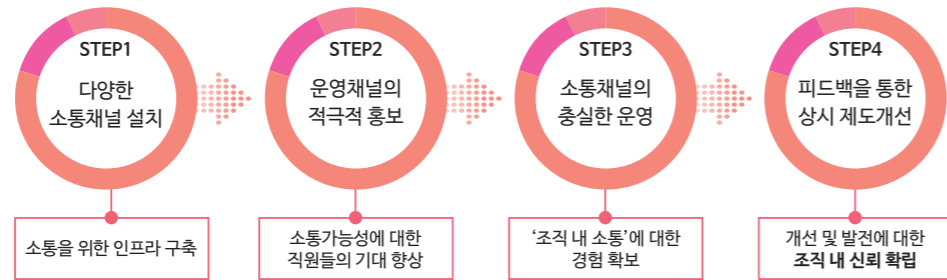 STEP1
다양한
소통채널 설치
STEP2
운영채널의
적극적 홍보
STEP3
소통채널의
충실한 운영
STEP4
피드백을 통한
상시 제도개선
소통을 위한 인프라 구축
소통가능성에 대한
직원들의 기대 향상
‘조직 내 소통’에 대한
경험 확보
개선 및 발전에 대한
조직 내 신뢰 확립